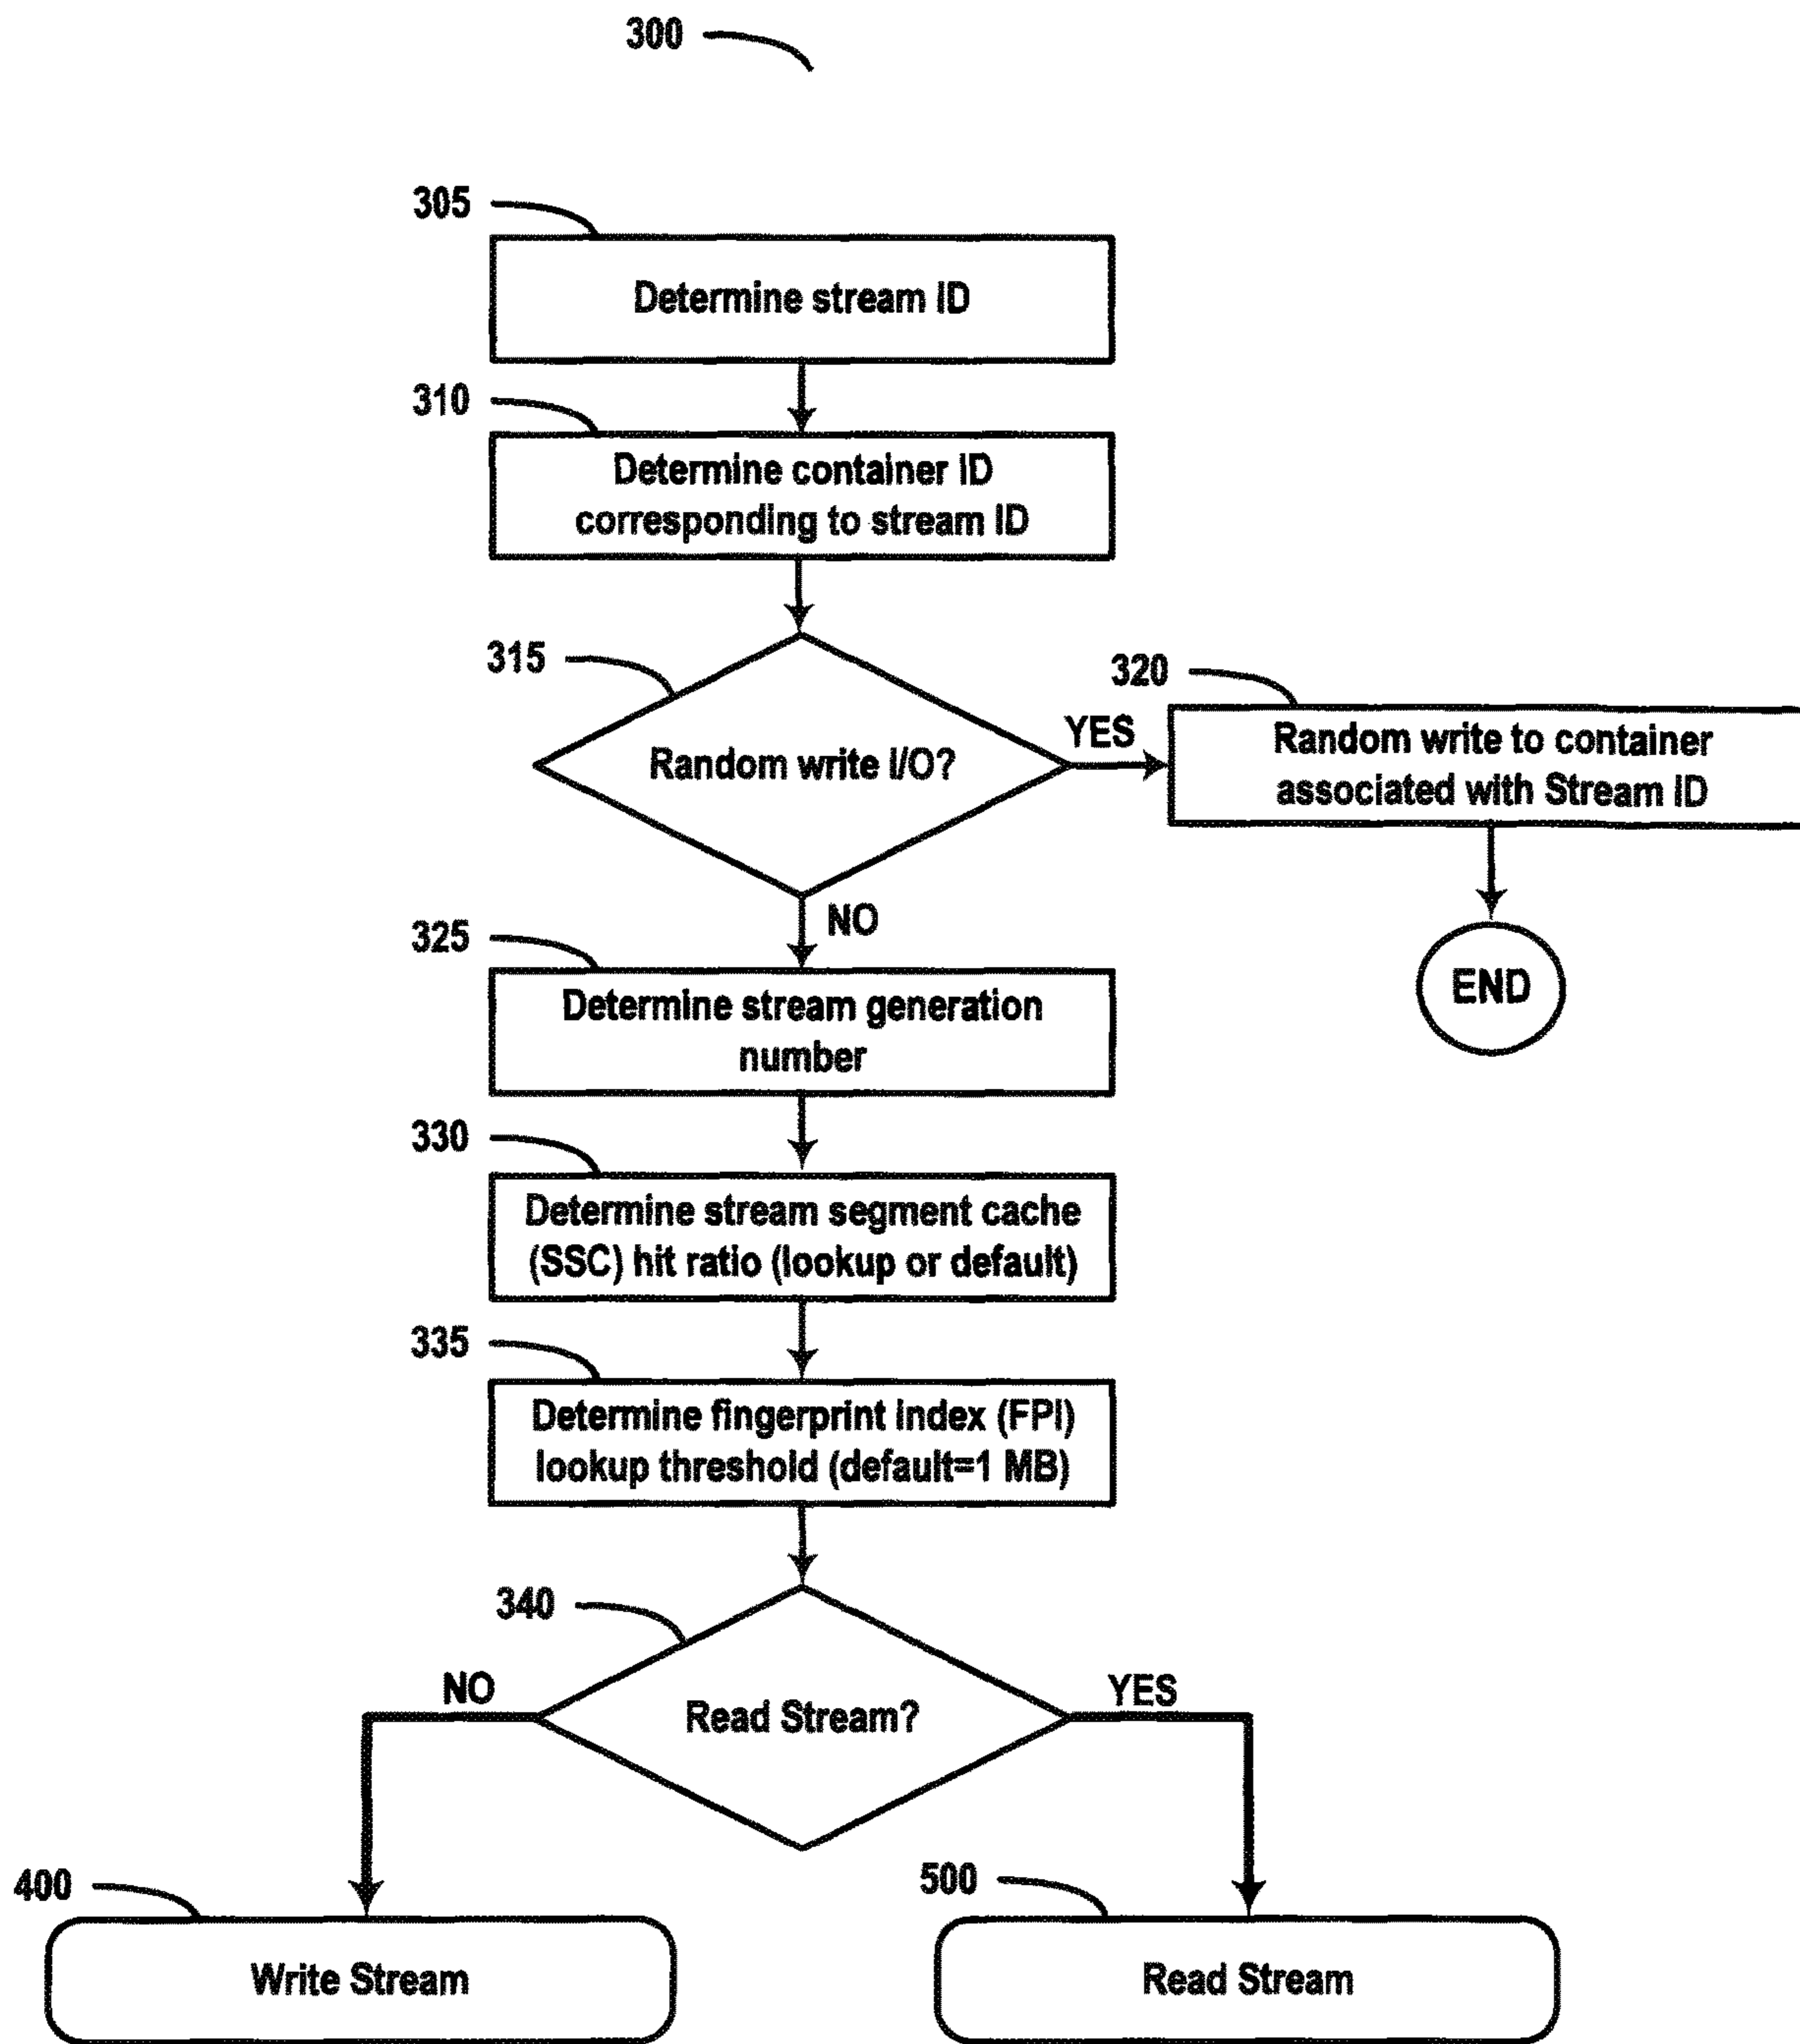 300
305
Determine stream ID
310
Determine container ID
corresponding to stream ID
315
Random write I/O?
YES
320
Random write to container
associated with Stream ID
END
NO
325
Determine stream generation
number
330
Determine stream segment cache
(SSC) hit ratio (lookup or default)
335
Determine fingerprint index (FPI)
lookup threshold (default=1 MB)
340
Read Stream?
NO
YES
400
Write Stream
500
Read Stream